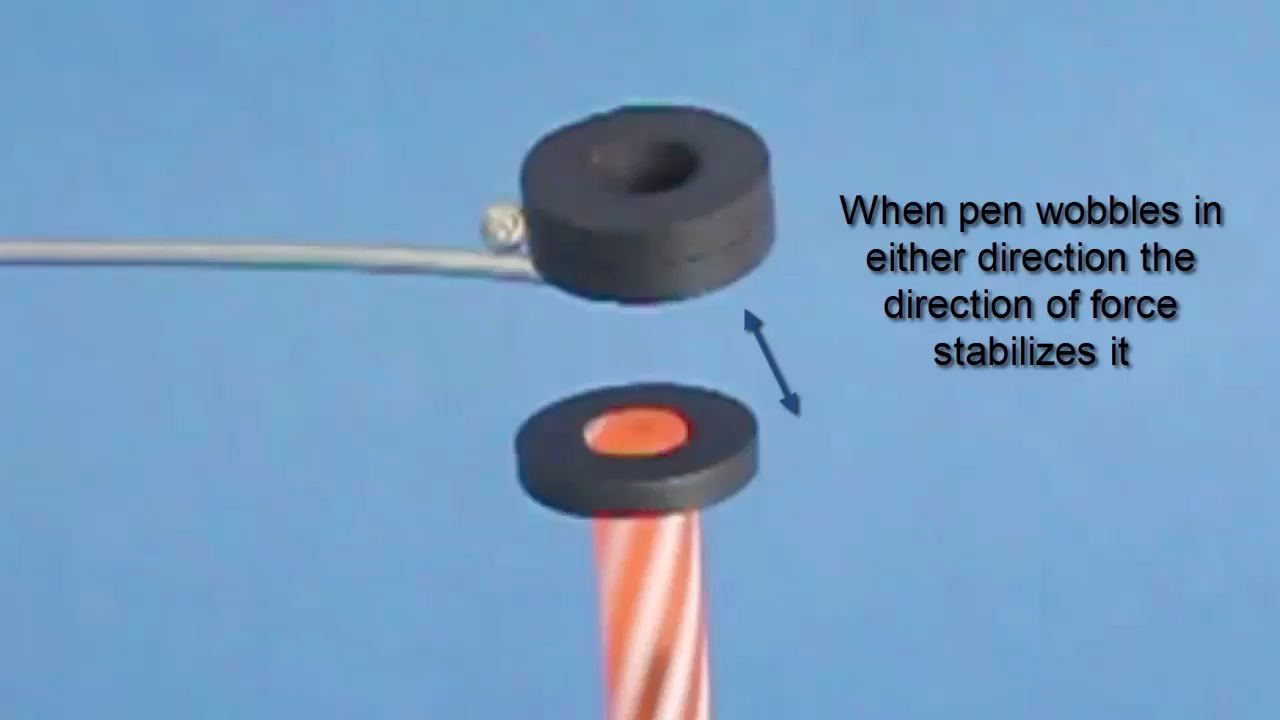 When pen wobbles in
either direction the
direction of force
stabilizes it